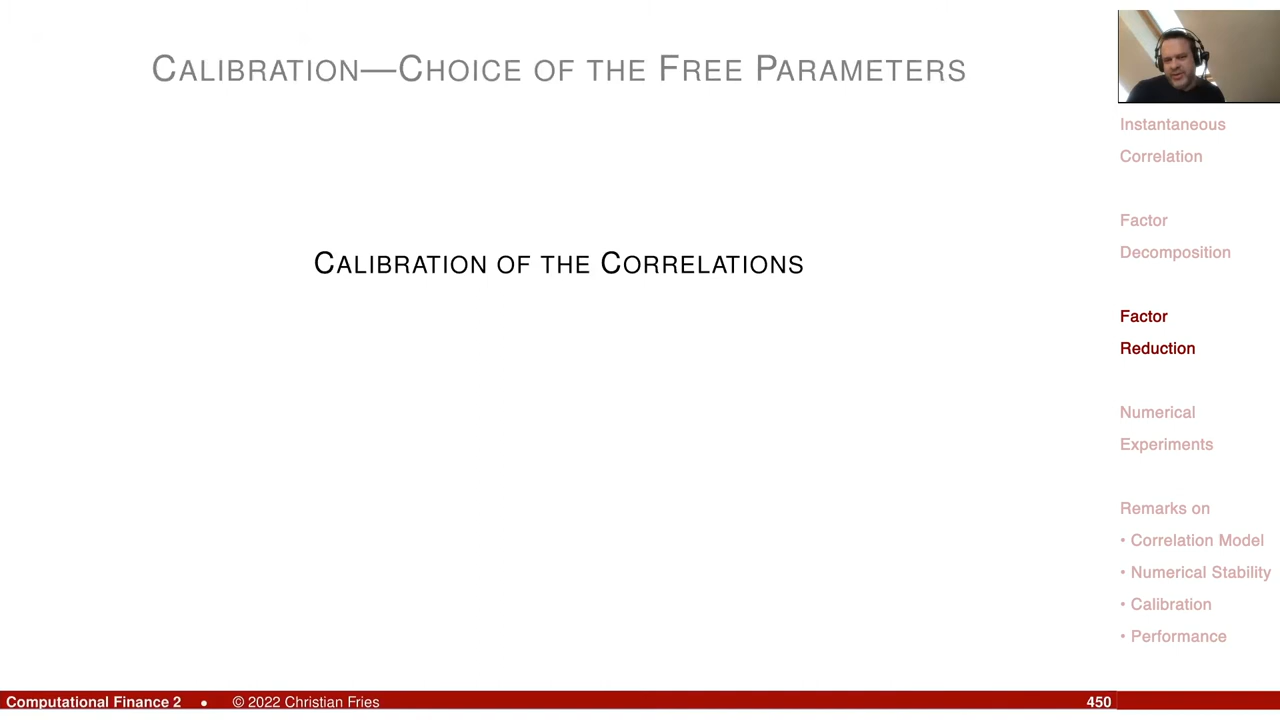 CALIBRATION—CHOICE OF THE FREE PARAMETERS
CALIBRATION OF THE CORRELATIONS
Instantaneous
Correlation
Factor
Decomposition
Factor
Reduction
Numerical
Experiments
Remarks on
• Correlation Model
• Numerical Stability
• Calibration
• Performance
Computational Finance 2 • © 2022 Christian Fries 450